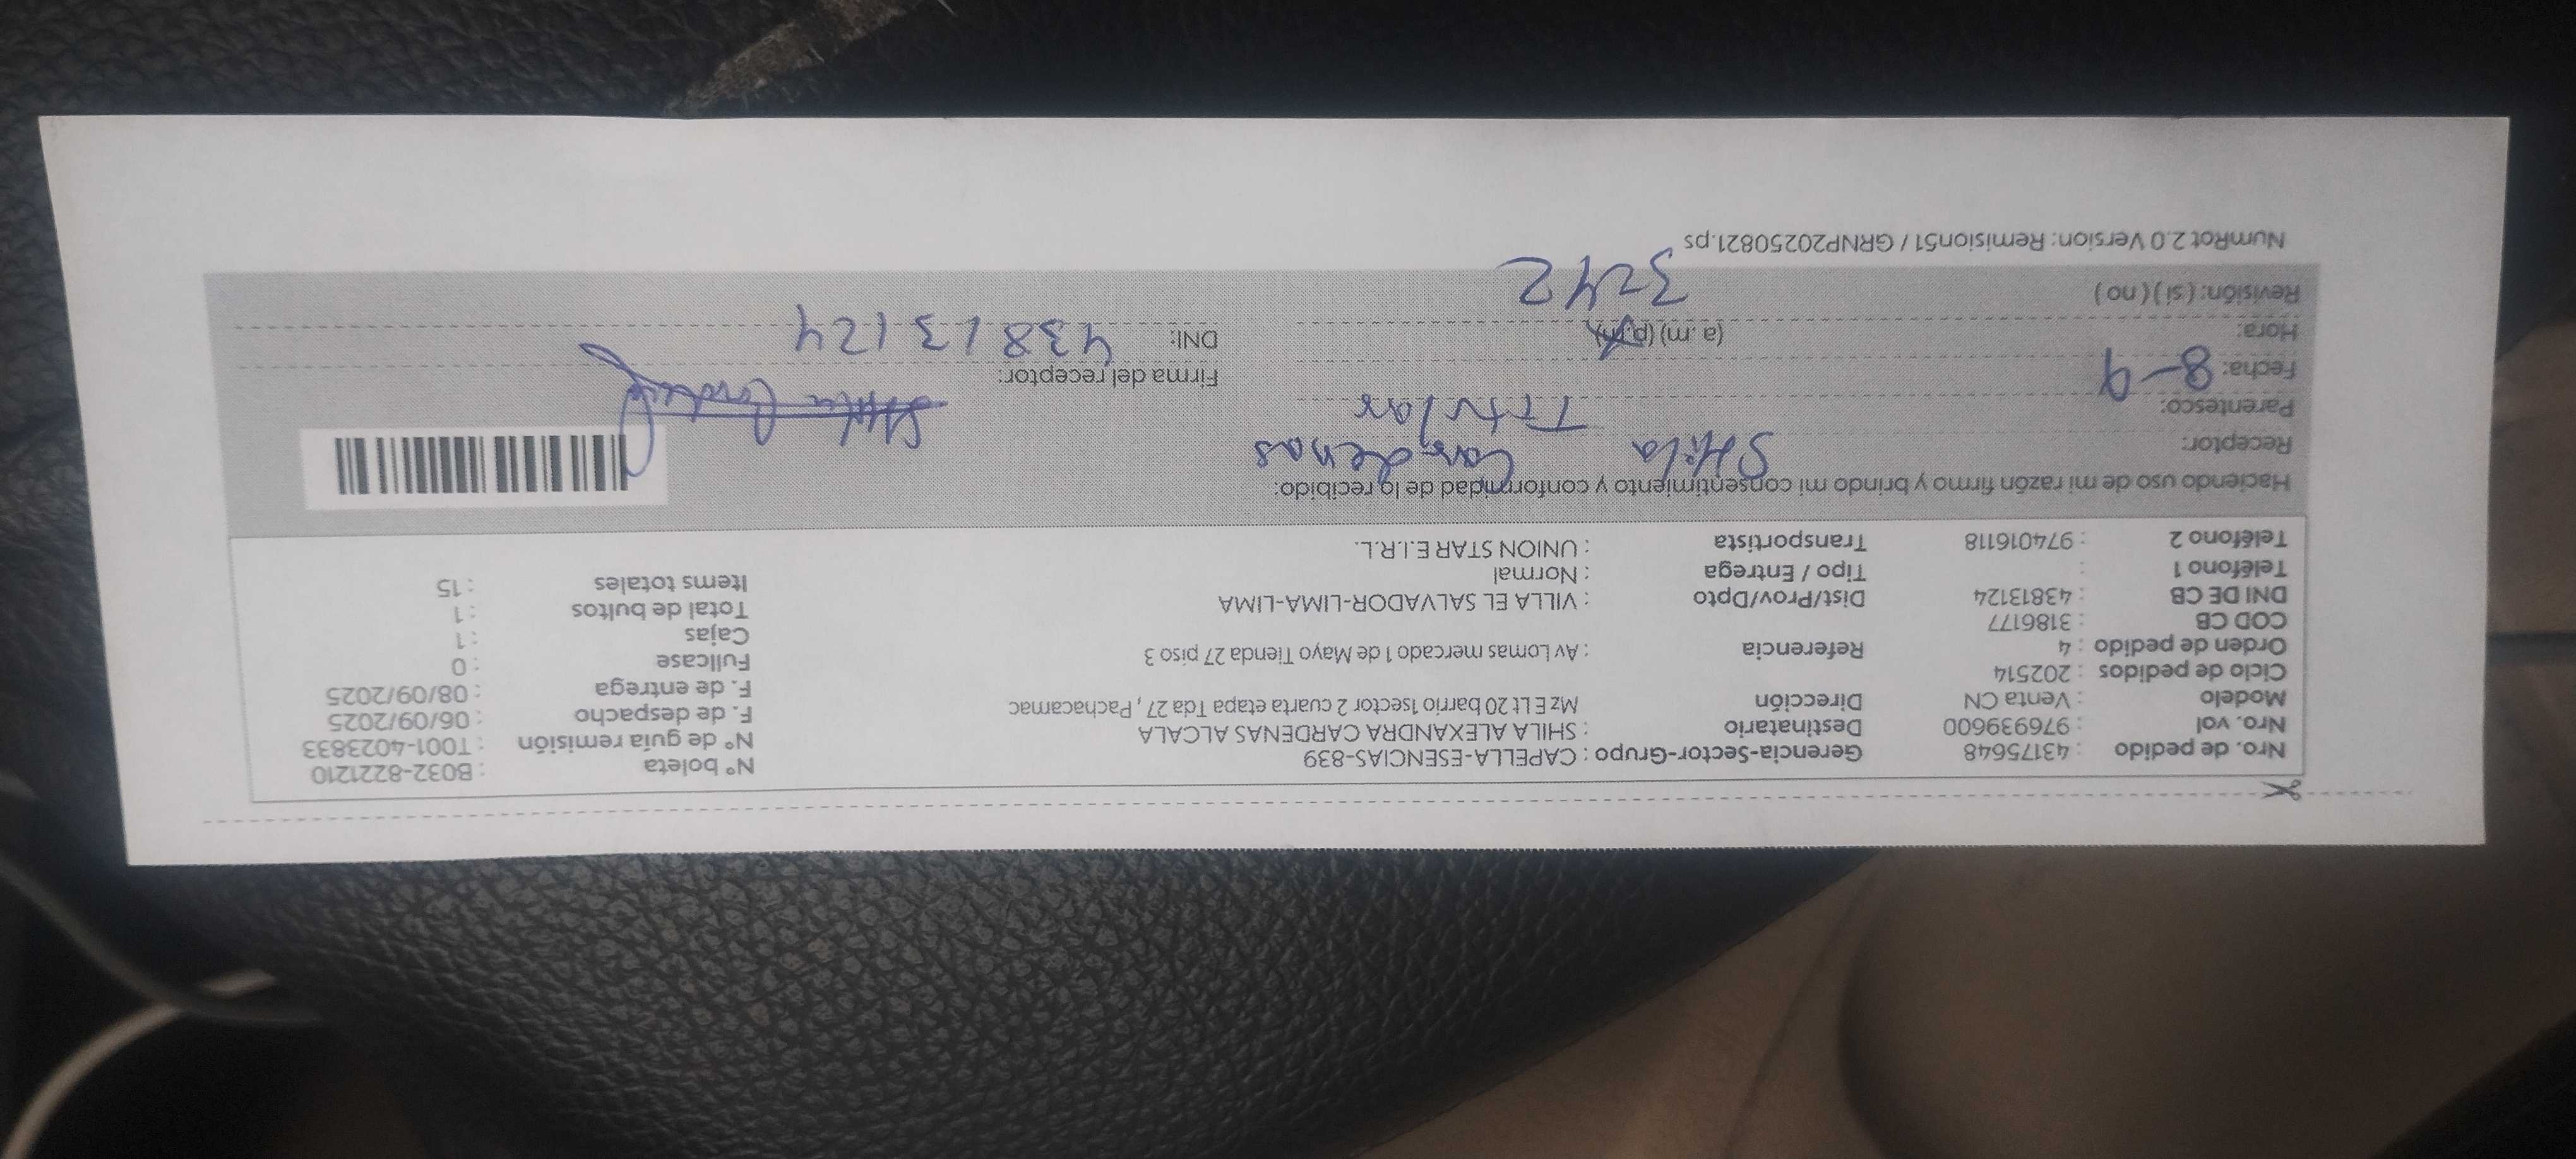 Nro. de pedido : 43175648 Gerencia-Sector-Grupo : CAPELLA-ESENCIAS-839 N° boleta : B032-8221210
Nro. vol : 976939600 Destinatario : SHILA ALEXANDRA CARDENAS ALCALA N° de guía remisión : T001-4023833
Modelo : Venta CN Dirección Mz E Lt 20 barrio 1sector 2 cuarta etapa Tda 27 , Pachacamac F. de despacho : 06/09/2025
Ciclo de pedidos : 202514 F. de entrega : 08/09/2025
Orden de pedido : 4 Referencia : Av Lomas mercado 1 de Mayo Tienda 27 piso 3 Fullcase : 0
COD CB : 3186177 Cajas : 1
DNI DE CB : 43813124 Dist/Prov/Dpto : VILLA EL SALVADOR-LIMA-LIMA Total de bultos : 1
Teléfono 1 : Tipo / Entrega : Normal Items totales : 15
Teléfono 2 : 974016118 Transportista : UNION STAR E.I.R.L.
Haciendo uso de mi razón firmo y brindo mi consentimiento y conformidad de lo recibido:
Receptor: SHila Cardenas
Parentesco: Titular
Fecha: 8-9 Firma del receptor:
Hora: (a .m) (p.m) DNI: 43813124
Revisión: ( si ) ( no ) 3242
NumRot 2.0 Version: Remision51 / GRNP20250821.ps